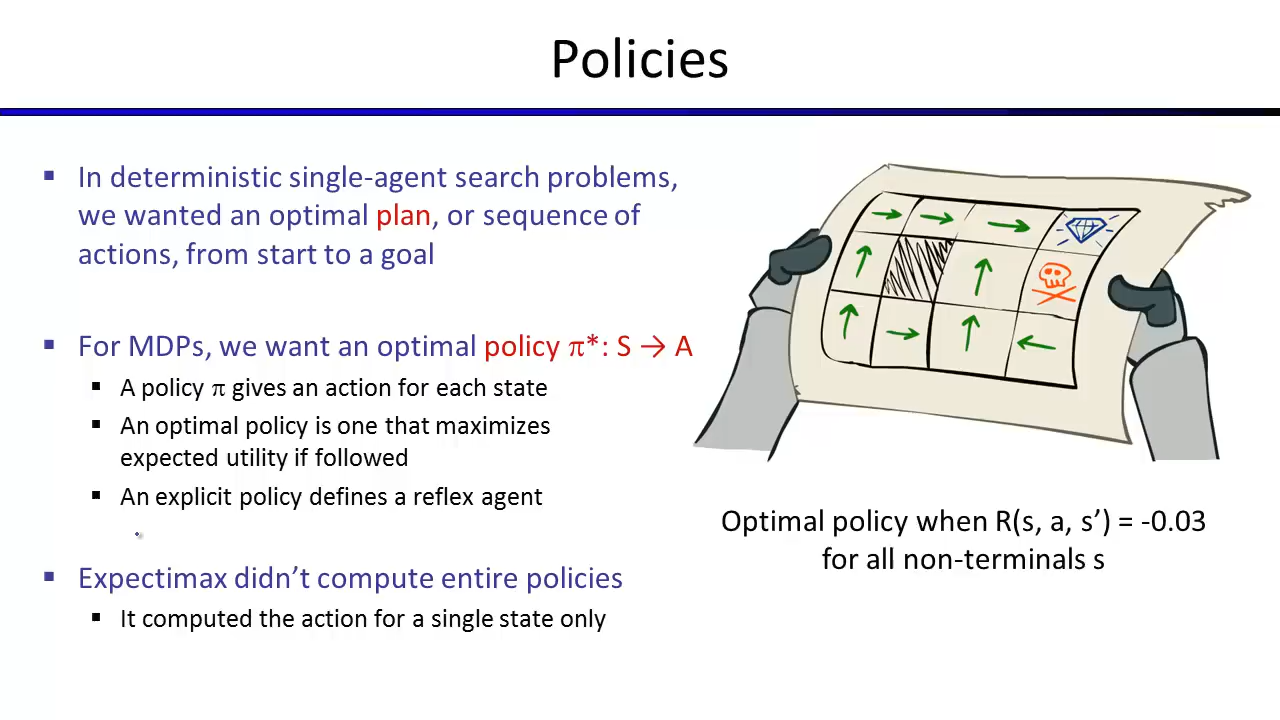 Policies
▪ In deterministic single-agent search problems,
we wanted an optimal plan, or sequence of
actions, from start to a goal
▪ For MDPs, we want an optimal policy π*: S → A
▪ A policy π gives an action for each state
▪ An optimal policy is one that maximizes
expected utility if followed
▪ An explicit policy defines a reflex agent
▪ Expectimax didn’t compute entire policies
▪ It computed the action for a single state only
Optimal policy when R(s, a, s’) = -0.03
for all non-terminals s